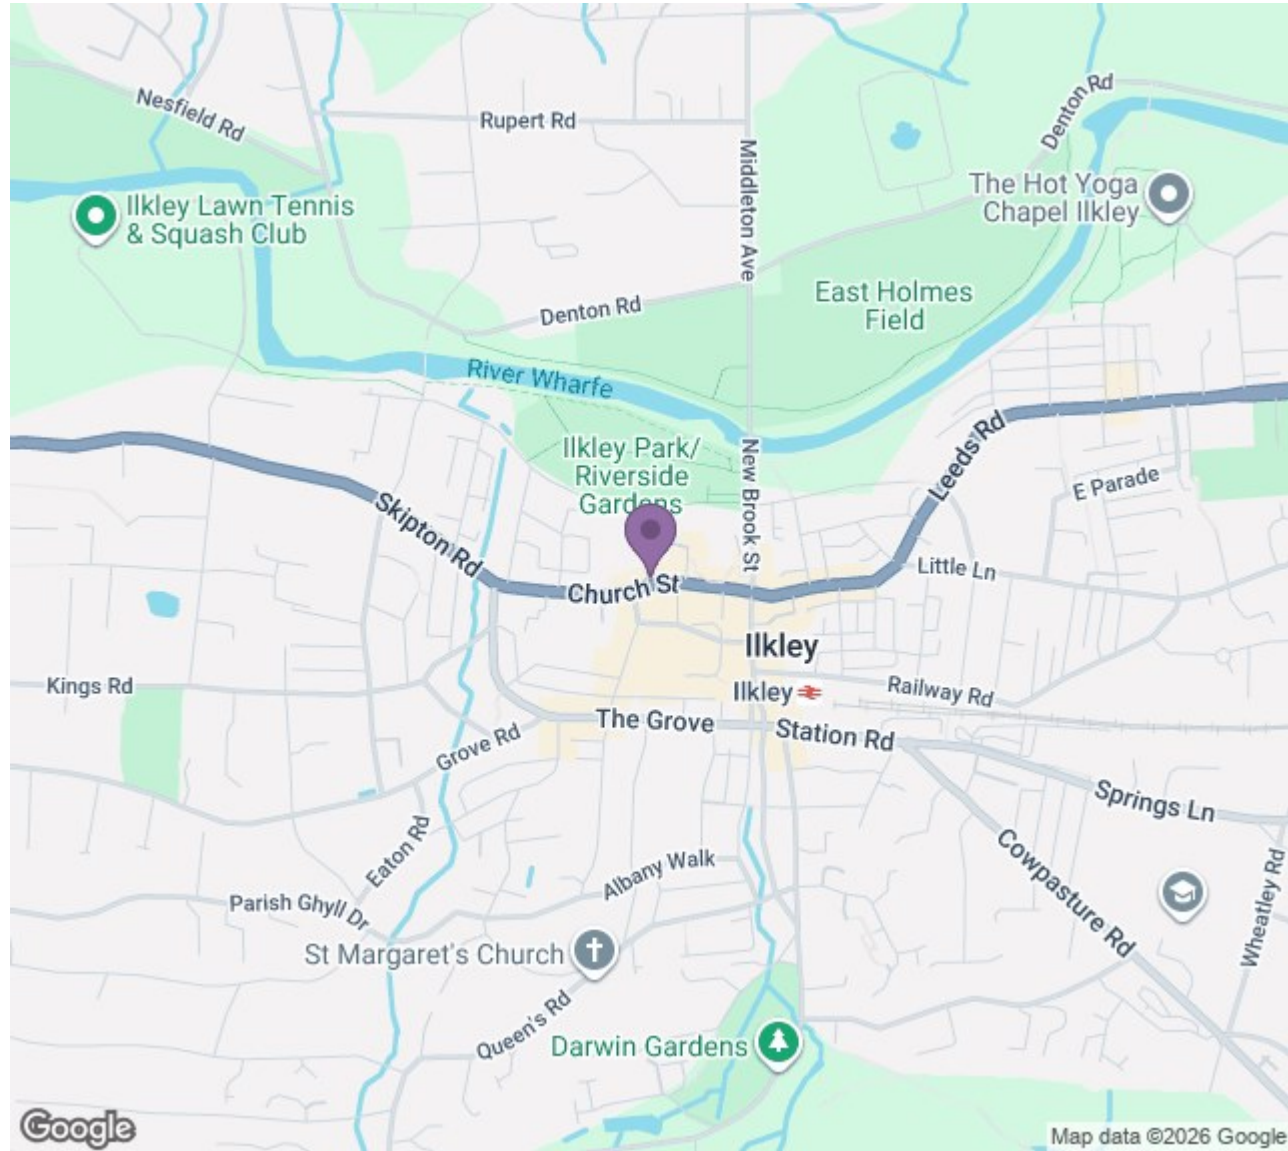 Nesfield Rd
Rupert Rd
Middleton Ave
Denton Rd
The Hot Yoga
Chapel Ilkley
Ilkley Lawn Tennis
& Squash Club
East Holmes
Field
Denton Rd
River Wharfe
Ilkley Park/
Riverside
Gardens
New Brook St
Leeds Rd
E Parade
Skipton Rd
Church St
Little Ln
Ilkley
Kings Rd
Ilkley
Railway Rd
The Grove
Station Rd
Grove Rd
Springs Ln
Eaton Rd
Albany Walk
Cowpasture Rd
Wheatley Rd
Parish Ghyll Dr
St Margaret's Church
Queen's Rd
Darwin Gardens
Google
Map data ©2026 Google